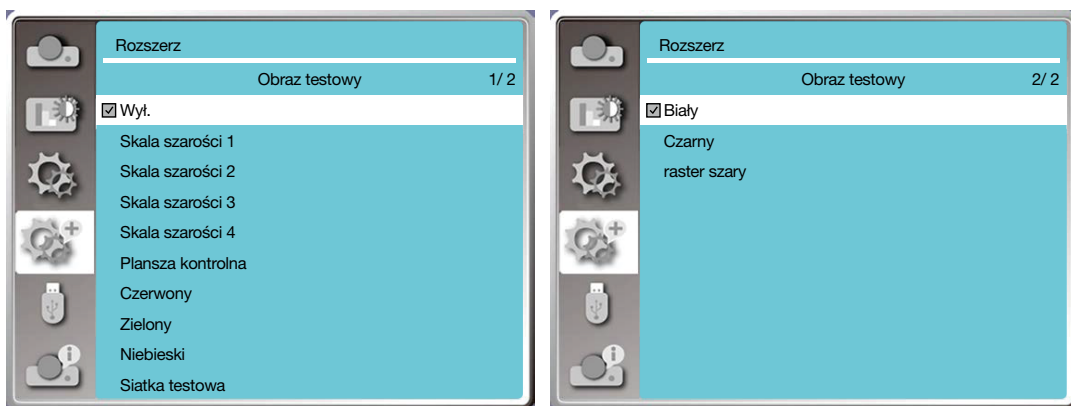 Rozszerz
Obraz testowy 1/ 2
Wył.
Skala szarości 1
Skala szarości 2
Skala szarości 3
Skala szarości 4
Plansza kontrolna
Czerwony
Zielony
Niebieski
Siatka testowa
Rozszerz
Obraz testowy 2/ 2
Biały
Czarny
raster szary